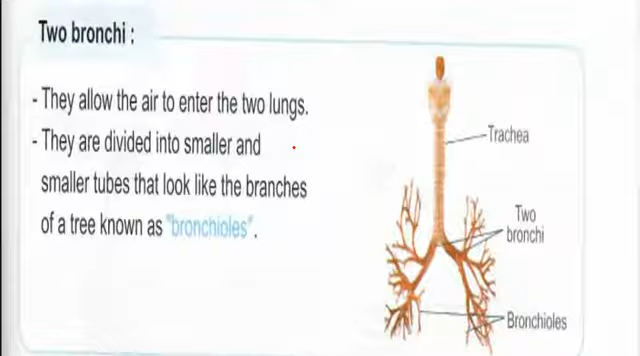 Two bronchi :
- They allow the air to enter the two lungs.
- They are divided into smaller and
smaller tubes that look like the branches
of a tree known as "bronchioles".
Trachea
Two
bronchi
Bronchioles